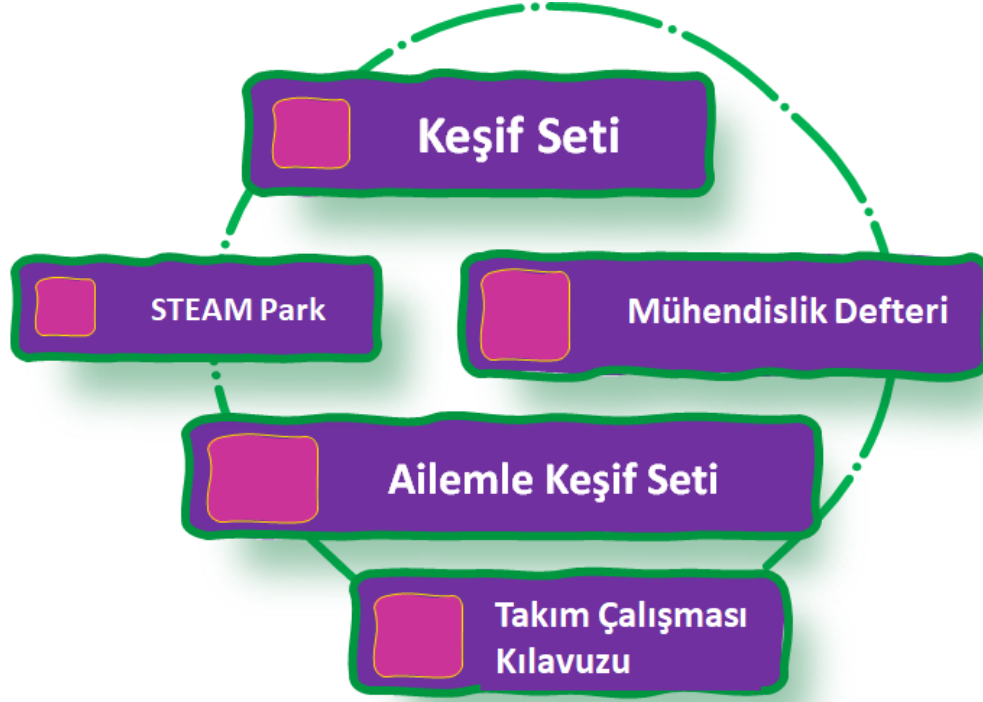 Keşif Seti
STEAM Park
Mühendislik Defteri
Ailemle Keşif Seti
Takım Çalışması
Kılavuzu